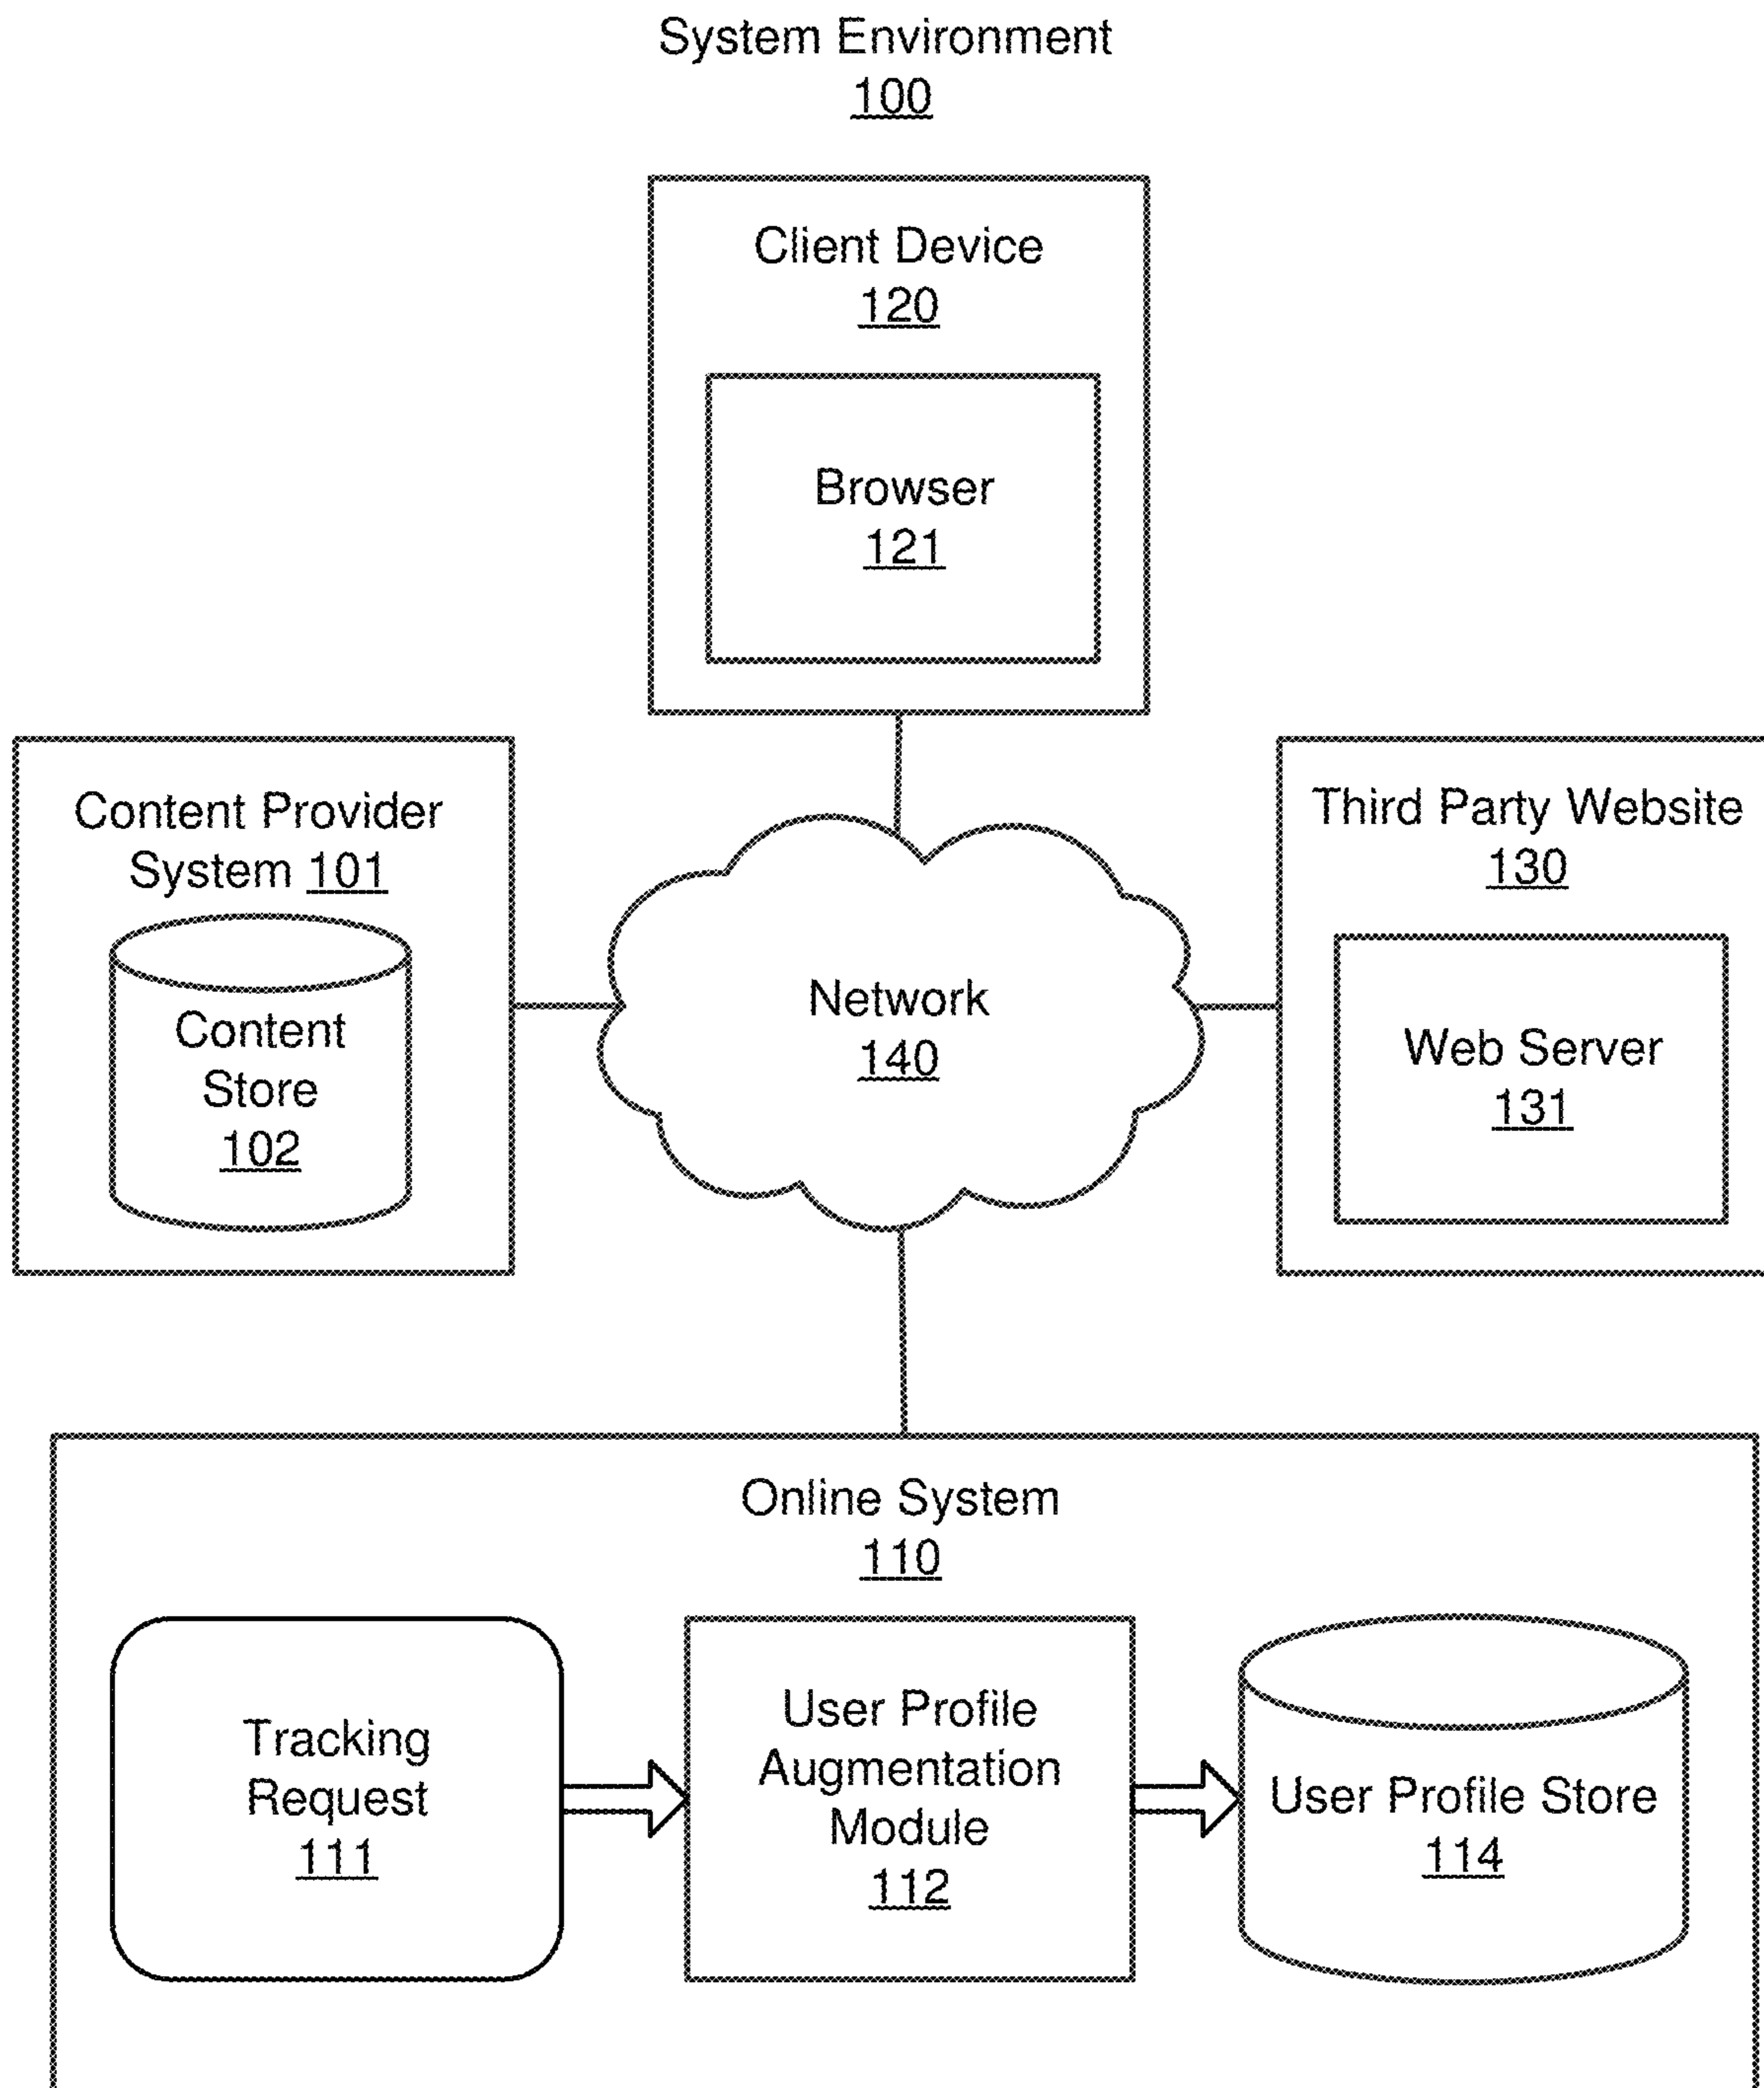 System Environment
100
Client Device
120
Browser
121
Content Provider
System 101
Content
Store
102
Network
140
Third Party Website
130
Web Server
131
Online System
110
Tracking
Request
111
User Profile
Augmentation
Module
112
User Profile Store
114